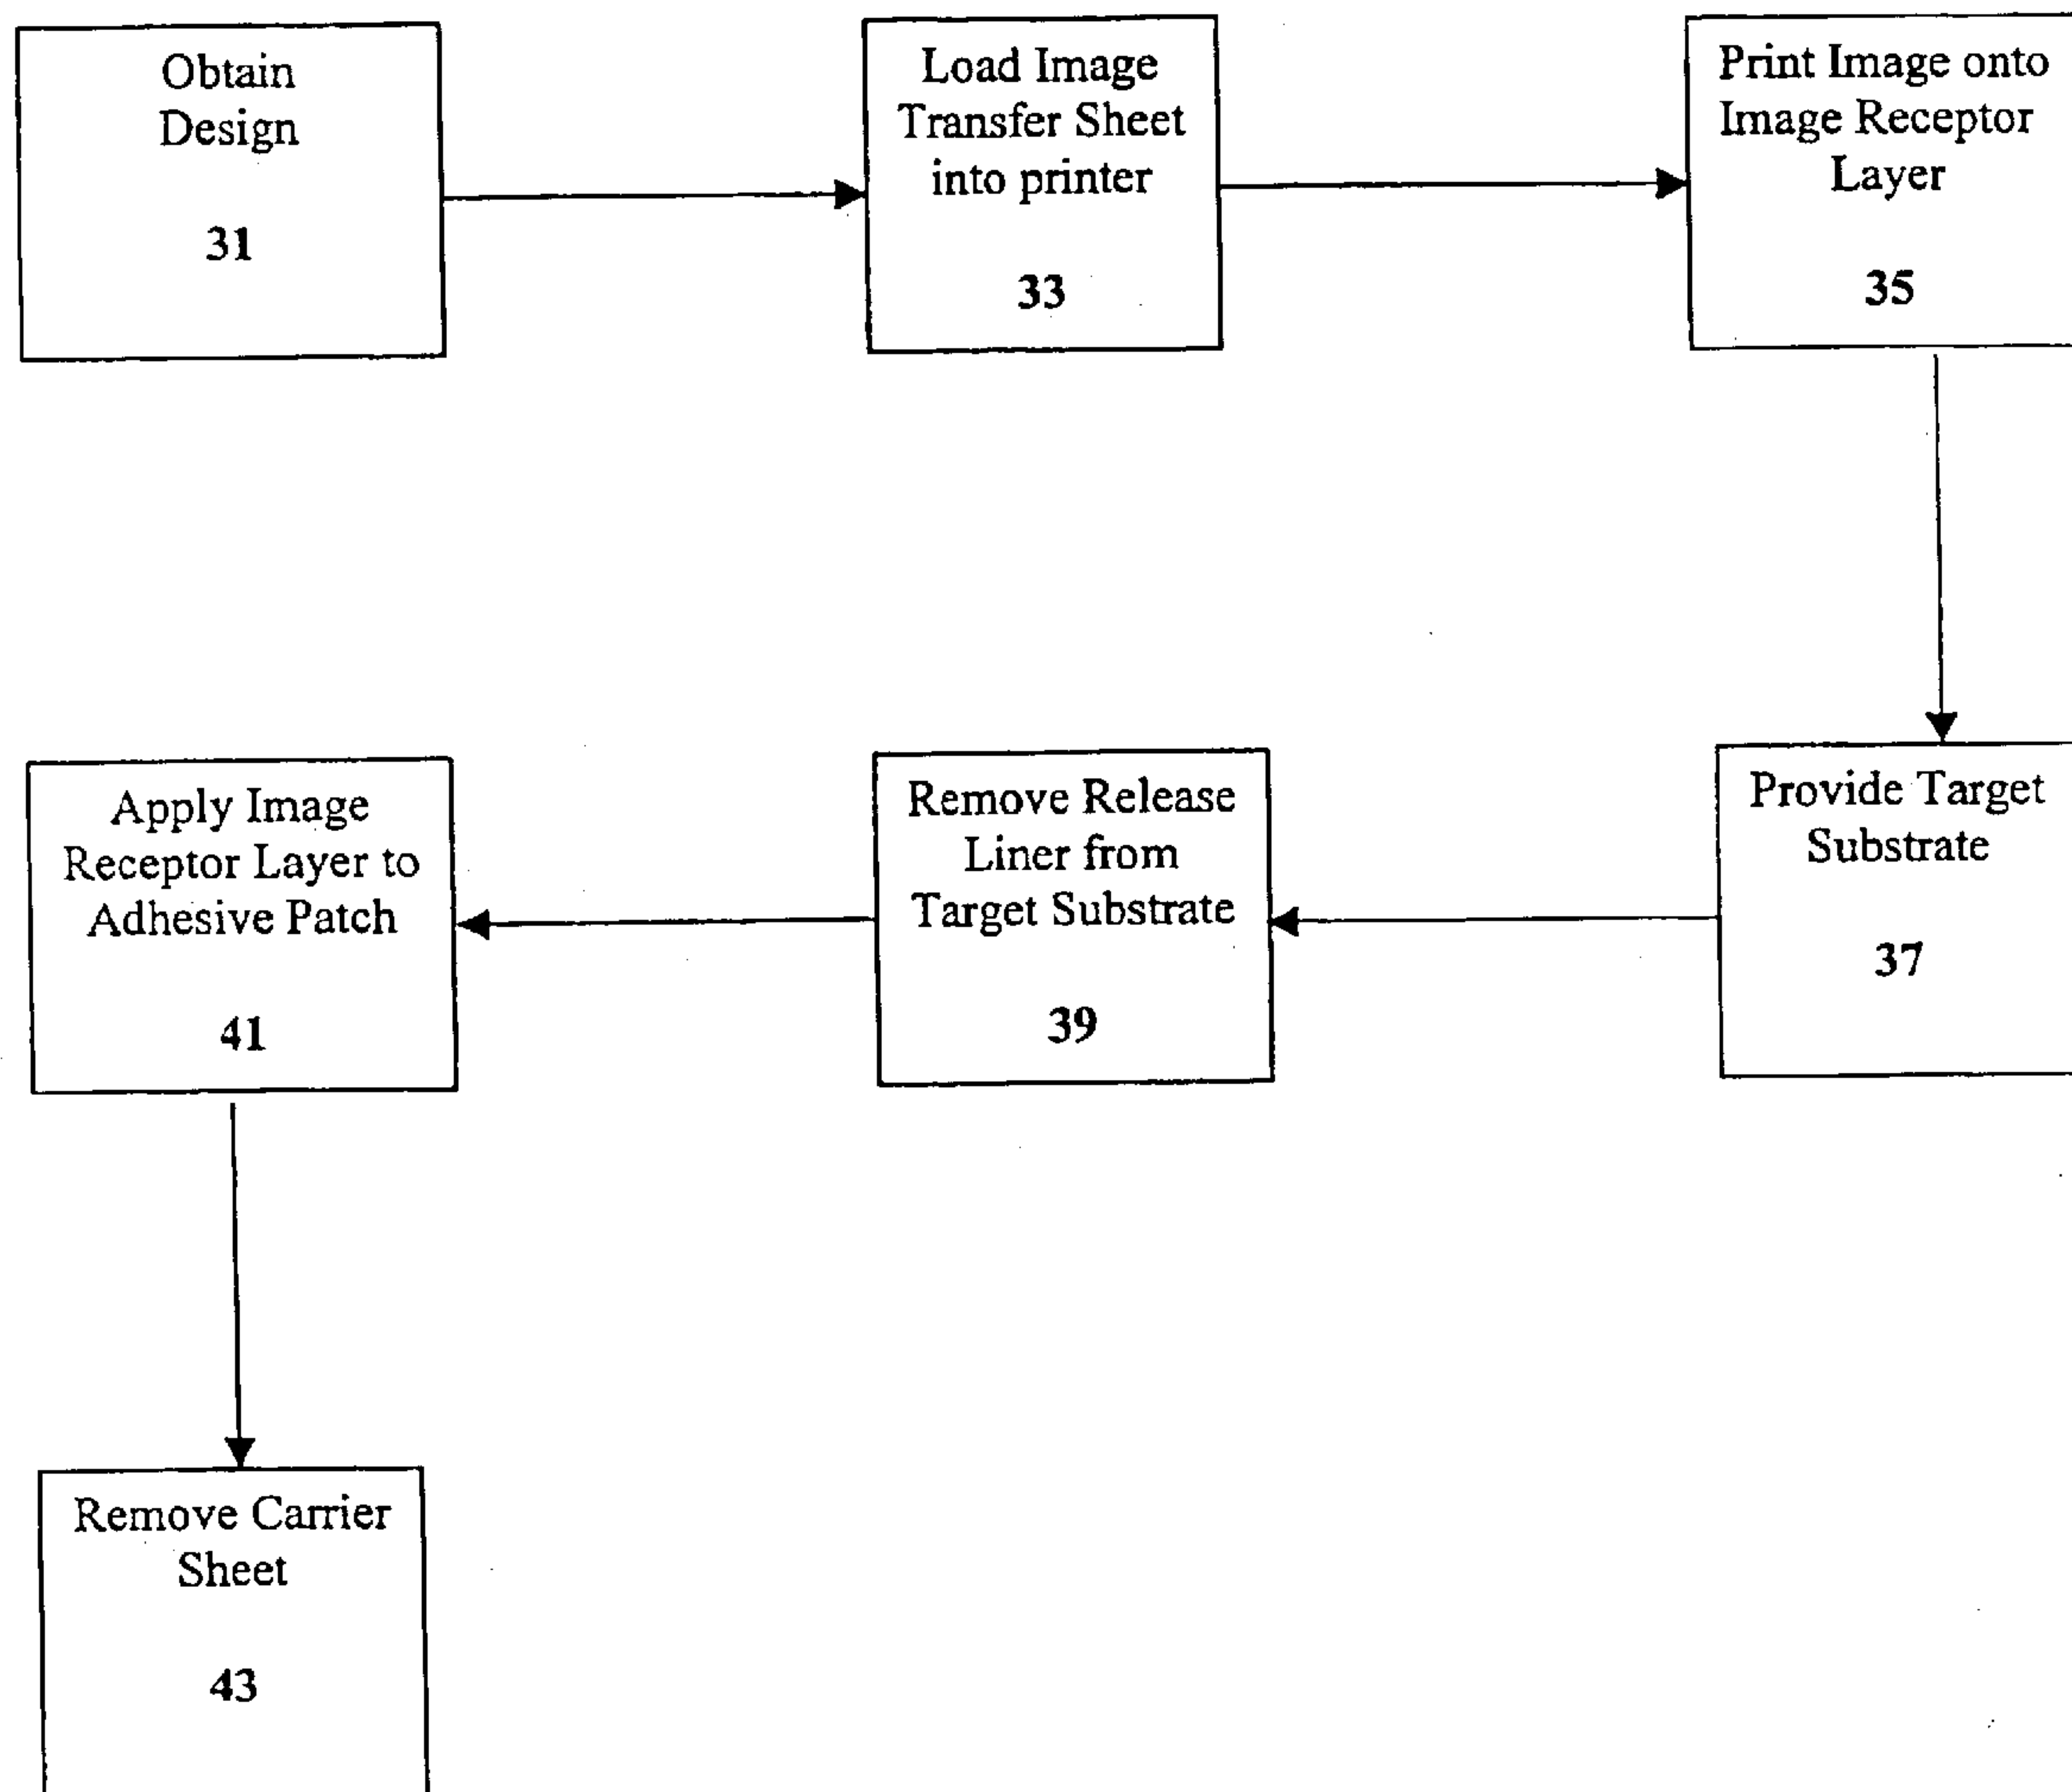 Obtain
Design
31
Load Image
Transfer Sheet
into printer
33
Print Image onto
Image Receptor
Layer
35
Provide Target
Substrate
37
Remove Release
Liner from
Target Substrate
39
Apply Image
Receptor Layer to
Adhesive Patch
41
Remove Carrier
Sheet
43